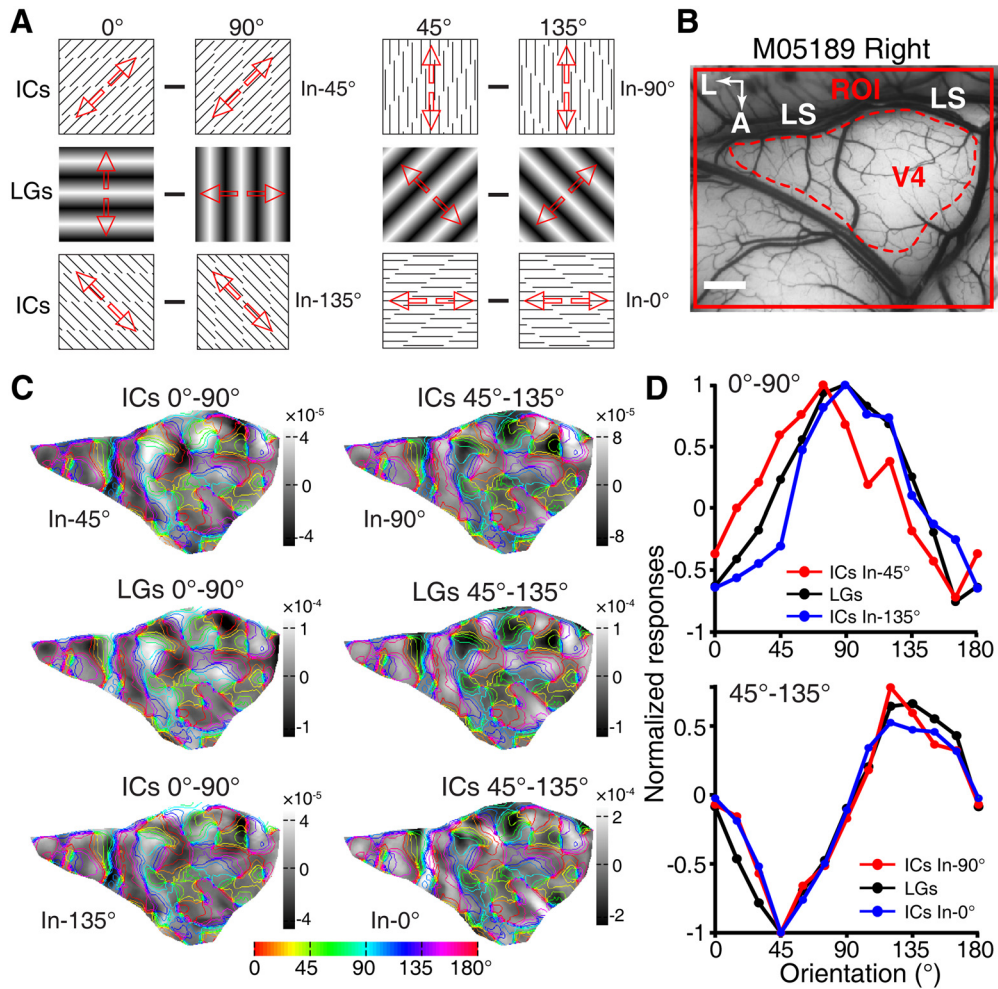 A
0° 90° 45° 135°
ICs In-45° In-90°
LGs
ICs In-135° In-0°
B
M05189 Right
L ROI LS
A LS
V4
C
ICs 0°-90° ICs 45°-135°
×10-5 ×10-5
4 8
0 0
-4 -8
In-45° In-90°
LGs 0°-90° LGs 45°-135°
×10-4 ×10-4
1 1
0 0
-1 -1
ICs 0°-90° ICs 45°-135°
×10-5 ×10-4
4 2
0 0
-4 -2
In-135° In-0°
0 45 90 135 180°
D
0°-90°
1
0.5
0
-0.5
-1
ICs In-45°
LGs
ICs In-135°
0 45 90 135 180
Normalized responses
45°-135°
0.5
0
-0.5
-1
ICs In-90°
LGs
ICs In-0°
0 45 90 135 180
Orientation (°)